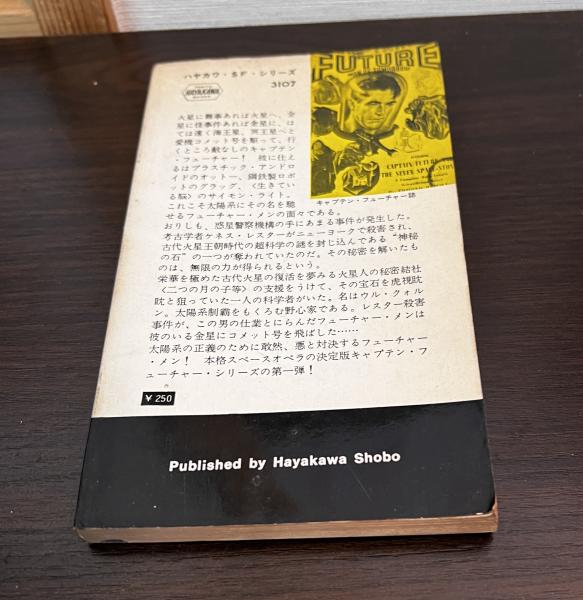 ハヤカワ・SF・シリーズ
3107
HAYAKAWA
FUTURE
CAPTAIN FUTURE
THE SEVEN SPACE STONES
キャプテン・フューチャー誌
火星に異事あれば火星へ、金
星に怪事件あれば金星に、は
ては遠く海王星、冥王星へと
愛機コメット号を駆って、行
くところ敵なしのキャプテン
・フューチャー！ 彼に仕え
るはプラスチック・アンドロ
イドのオットー、鋼鉄製ロボ
ットのグラッグ、〈生きてい
る脳〉のサイモン・ライト。
これこそ太陽系にその名を馳
せるフューチャー・メンの面々である。
おりしも、惑星警察機構の手にあまる事件が発生した。
考古学者ケネス・レスターがニューヨークで殺害され、
古代火星王朝時代の超科学の謎を封じ込んである“神秘
の石”の一つが奪われていたのだ。その秘密を解いたも
のは、無限の力が得られるという。
栄華を極めた古代火星の復活を夢みる火星人の秘密結社
〈二つの月の子等〉の支援をうけて、その宝石を虎視眈
眈と狙っていた一人の科学者がいた。名はウル・クォル
ン。太陽系制覇をもくろむ野心家である。レスター殺害
事件が、この男の仕業とにらんだフューチャー・メンは
彼のいる金星にコメット号を飛ばした……
太陽系の正義のために敢然、悪と対決するフューチャー
・メン！ 本格スペースオペラの決定版キャプテン・フ
ューチャー・シリーズの第一弾！
¥250
Published by Hayakawa Shobo